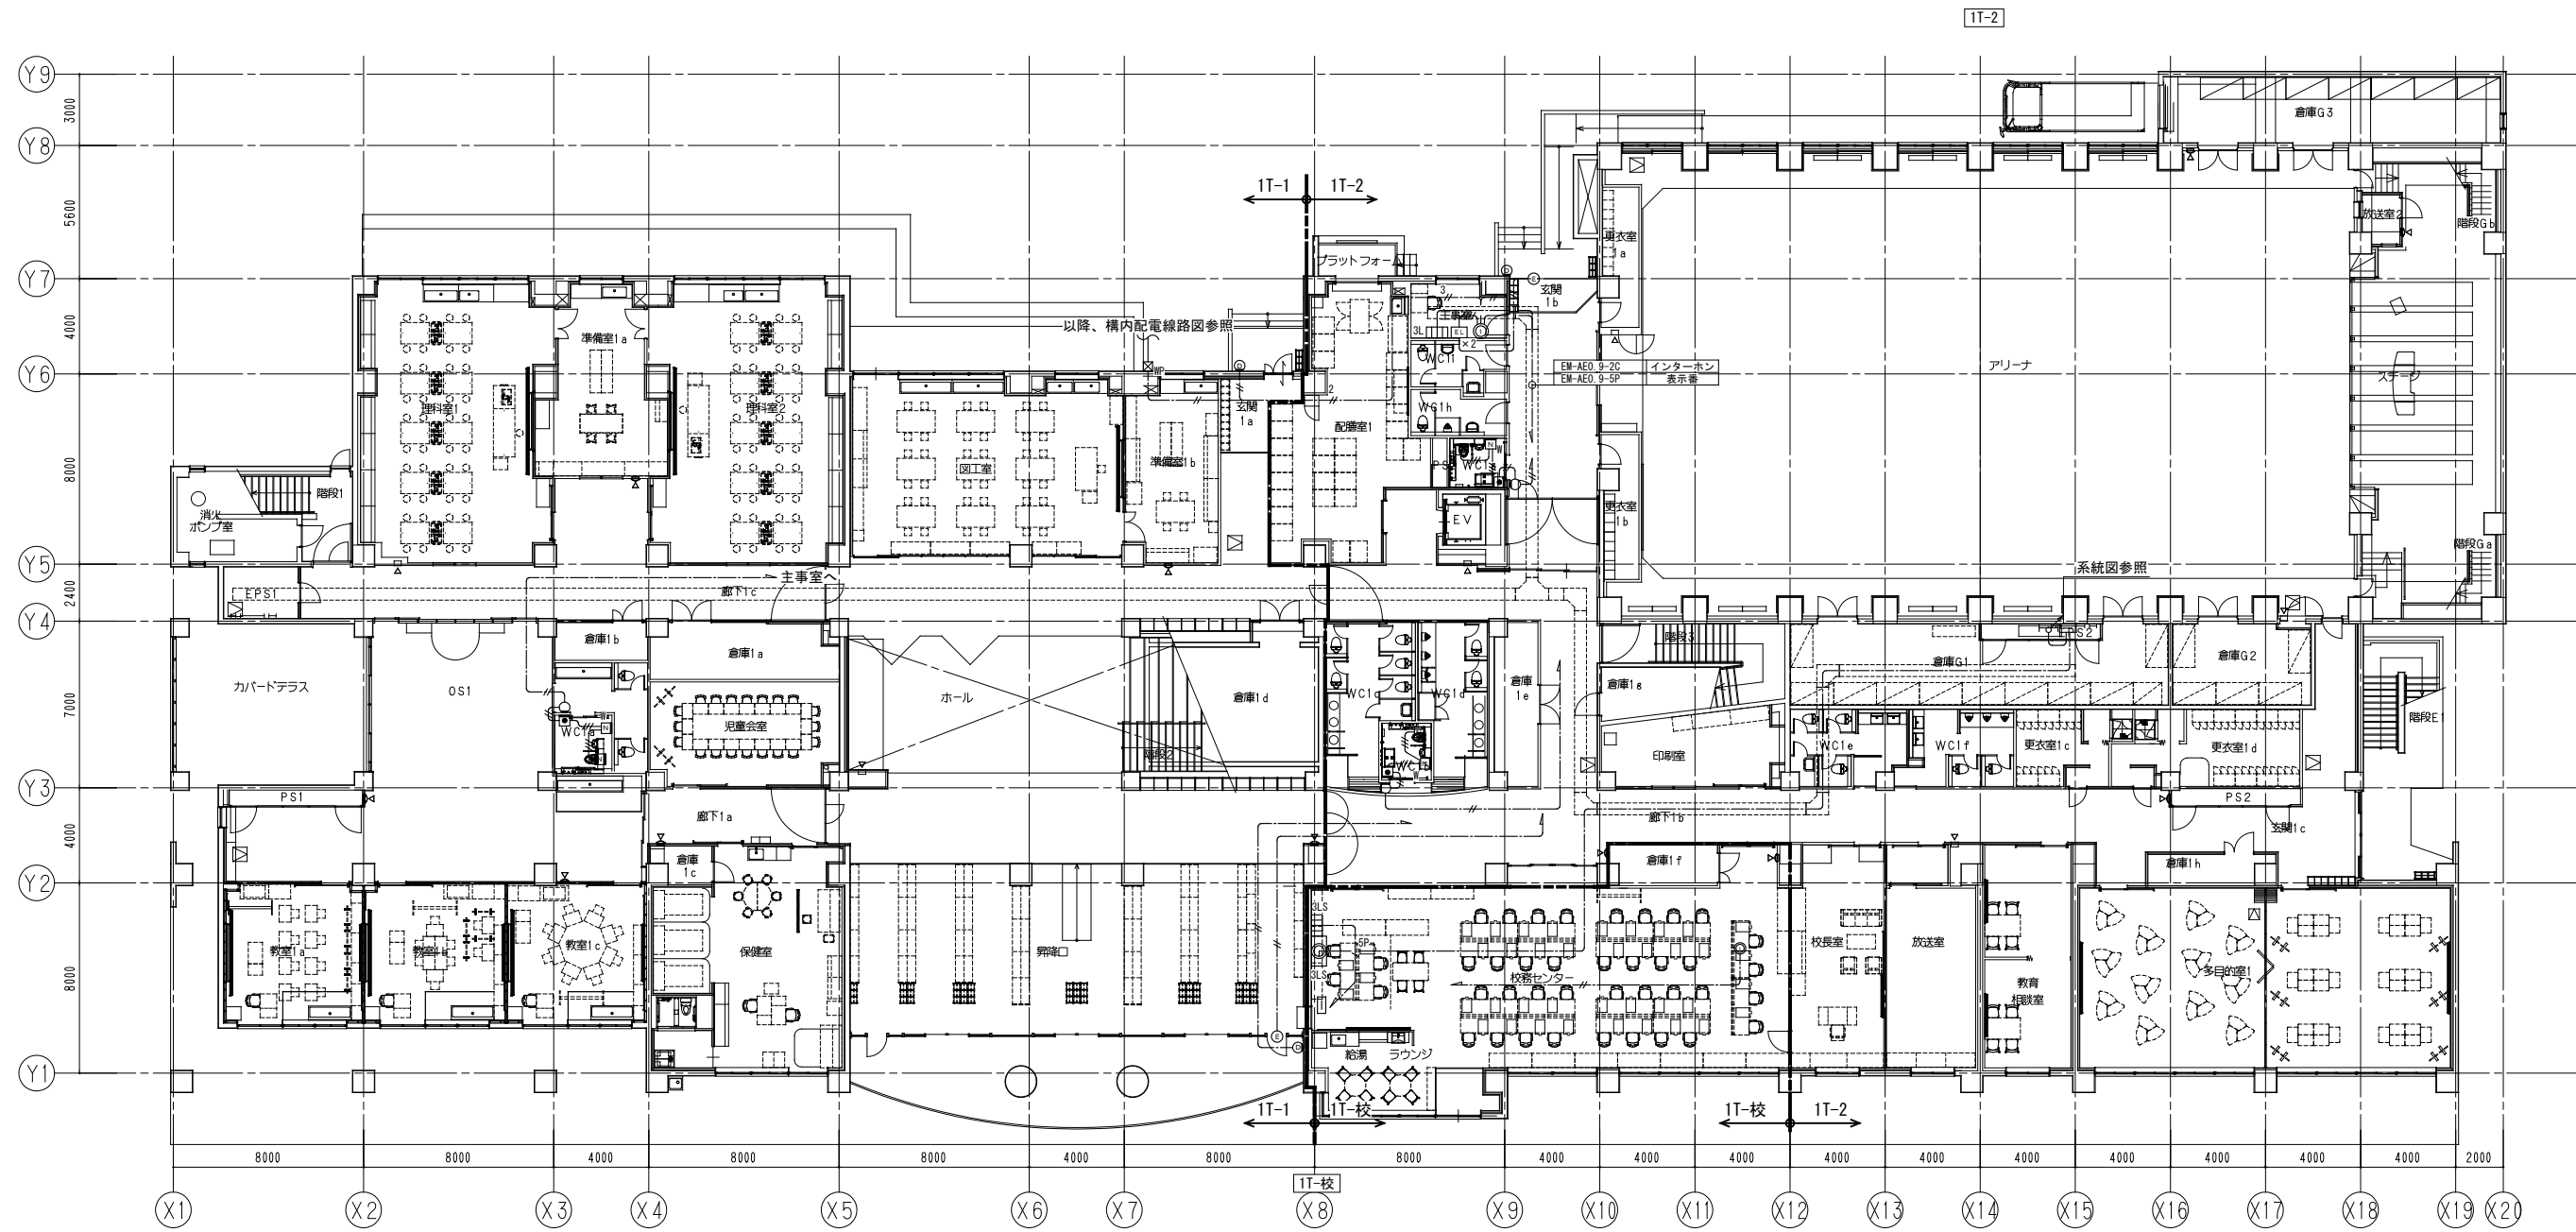 1T-2
Y9
3000
倉庫G3
Y8
1T-1
1T-2
5600
更衣室
1a
放送室2
階段Gb
Y7
プラットフォーム
玄関
1b
4000
準備室1a
以降、構内配電線路図参照
3
主事室
3L
EL
×2
WC1i
Y6
WP
2
EM-AE0.9-2C
インターホン
EM-AE0.9-5P
表示番
アリーナ
ステージ
理科室1
理科室2
玄関
1a
WC1h
配膳室1
8000
図工室
準備室1b
PS
WC1j
階段1
消火
ポンプ室
EV
更衣室
1b
Y5
階段Ga
主事室へ
系統図参照
2400
EPS1
廊下1c
Y4
倉庫1b
階段3
PS2
倉庫1a
倉庫G1
倉庫G2
カバードテラス
OS1
ホール
倉庫1d
WC1c
WC1d
倉庫
1e
倉庫1g
7000
児童会室
WC1a
階段2
印刷室
WC1e
WC1f
更衣室1c
更衣室1d
階段E1
Y3
PS1
PS2
廊下1a
廊下1b
玄関1c
4000
倉庫
1c
倉庫1f
倉庫1h
Y2
3LS
5P
教室1a
教室1b
教室1c
保健室
昇降口
校長室
放送室
3LS
校務センター
教育
相談室
多目的室1
8000
給湯
ラウンジ
Y1
1T-1
1T-校
1T-校
1T-2
8000
8000
4000
8000
8000
4000
8000
8000
4000
4000
4000
4000
4000
4000
4000
4000
4000
4000
2000
1T-校
X1
X2
X3
X4
X5
X6
X7
X8
X9
X10
X11
X12
X13
X14
X15
X16
X17
X18
X19
X20